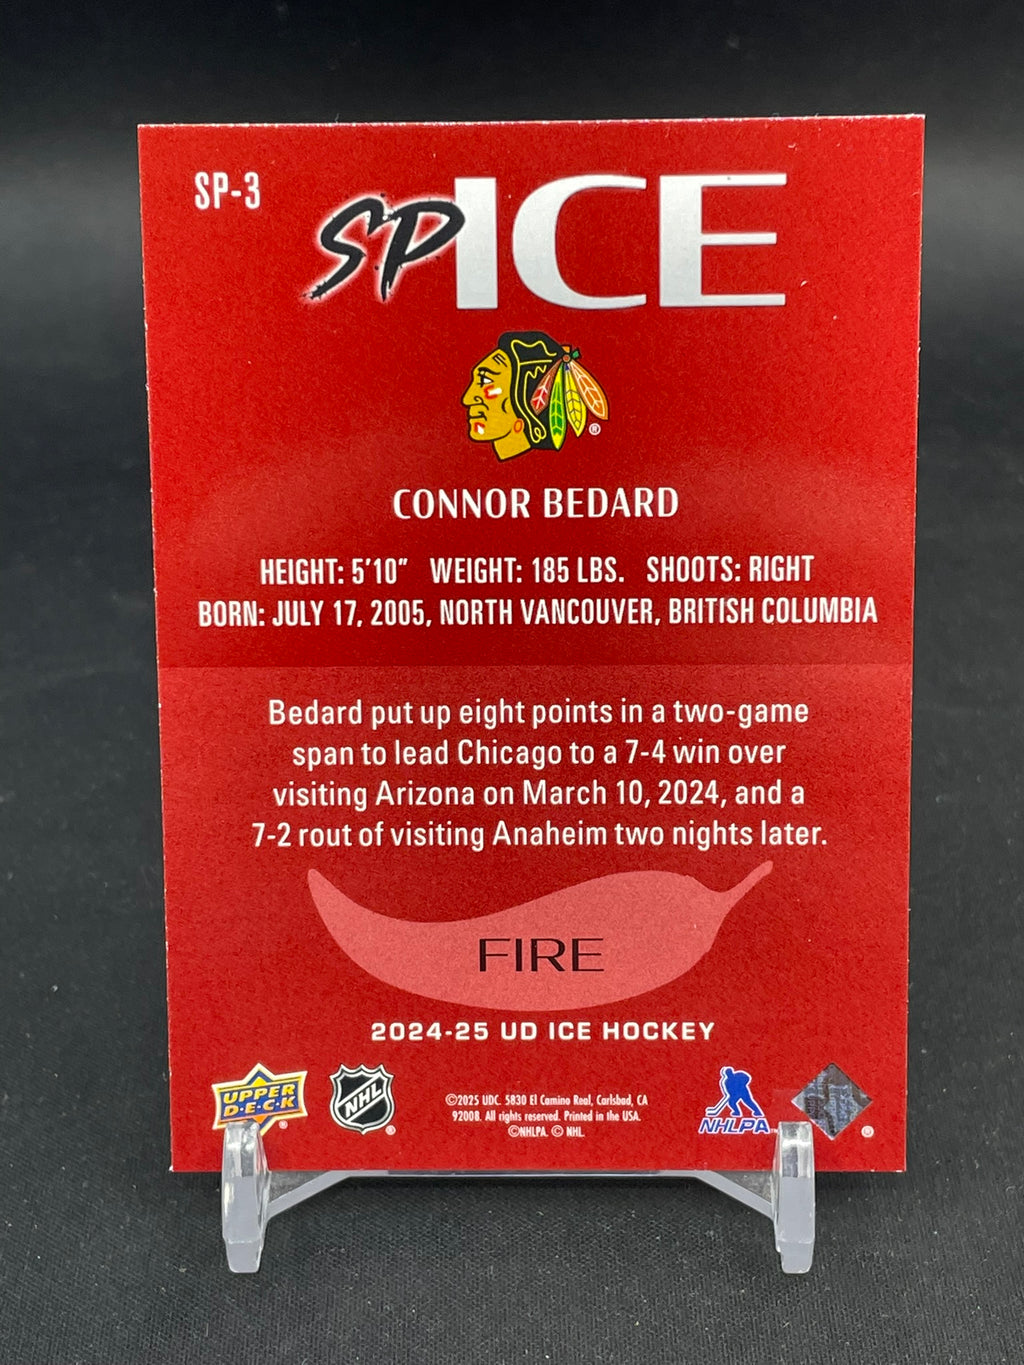 SP-3
SPICE
CONNOR BEDARD
HEIGHT: 5'10" WEIGHT: 185 LBS. SHOOTS: RIGHT
BORN: JULY 17, 2005, NORTH VANCOUVER, BRITISH COLUMBIA
Bedard put up eight points in a two-game
span to lead Chicago to a 7-4 win over
visiting Arizona on March 10, 2024, and a
7-2 rout of visiting Anaheim two nights later.
FIRE
2024-25 UD ICE HOCKEY
UPPER
D·E·C·K
®
NHL
®
©2025 UDC. 5830 El Camino Real, Carlsbad, CA
92008. All rights reserved. Printed in the USA.
©NHLPA. © NHL.
NHLPA
®